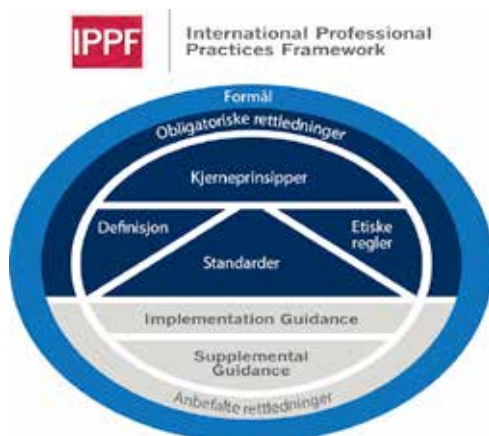 IPPF
International Professional
Practices Framework
Formål
Obligatoriske rettledninger
Kjerneprinsipper
Definisjon
Etiske
regler
Standarder
Implementation Guidance
Supplemental
Guidance
Anbefalte rettledninger